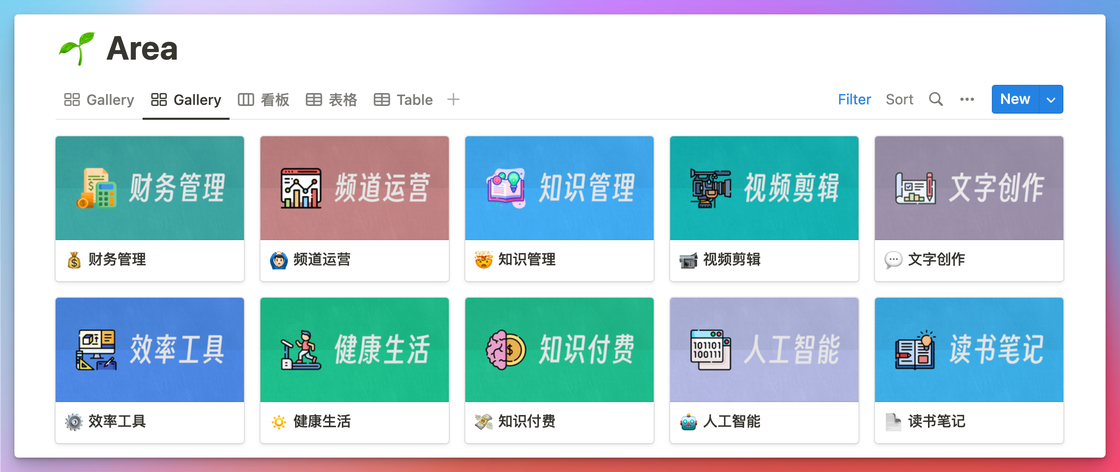 Area
Gallery Gallery 看板 表格 Table
Filter Sort New
财务管理 频道运营 知识管理 视频剪辑 文字创作
财务管理 频道运营 知识管理 视频剪辑 文字创作
效率工具 健康生活 知识付费 101101 100111 人工智能 读书笔记
效率工具 健康生活 知识付费 人工智能 读书笔记